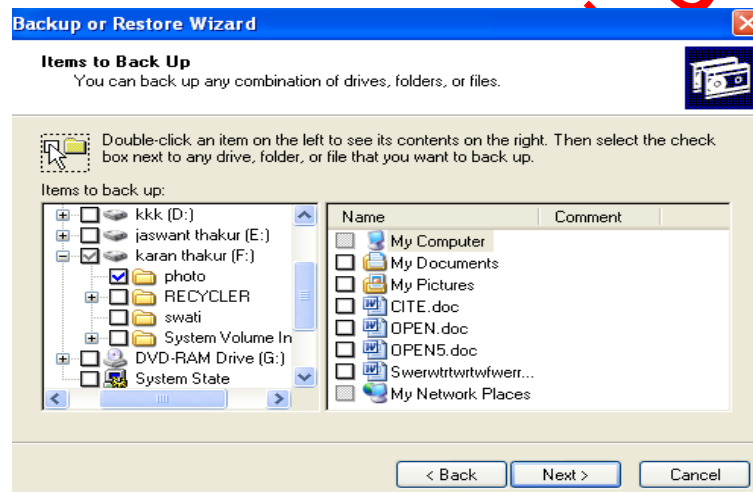 Backup or Restore Wizard
Items to Back Up
You can back up any combination of drives, folders, or files.
Double-click an item on the left to see its contents on the right. Then select the check
box next to any drive, folder, or file that you want to back up.
Items to back up:
kkk (D:)
jaswant thakur (E:)
karan thakur (F:)
photo
RECYCLER
swati
System Volume In
DVD-RAM Drive (G:)
System State
Name Comment
My Computer
My Documents
My Pictures
CITE.doc
OPEN.doc
OPEN5.doc
Swerwtrtwrtwfwerr...
My Network Places
< Back Next > Cancel